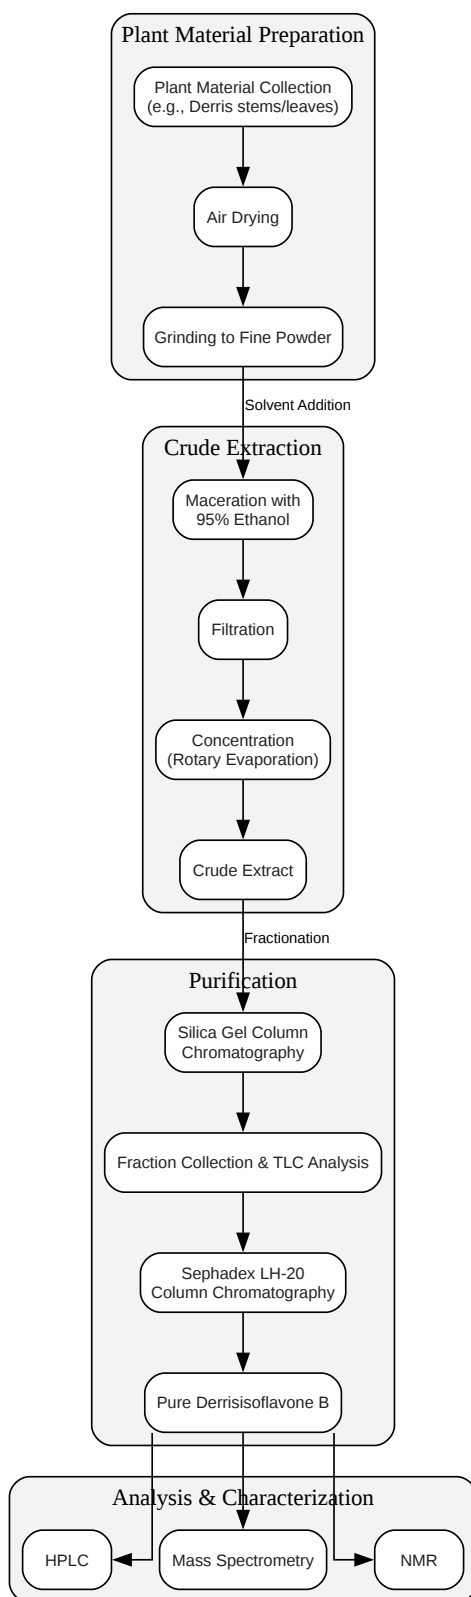 Plant Material Preparation
Plant Material Collection
(e.g., Derris stems/leaves)
Air Drying
Grinding to Fine Powder
Solvent Addition
Crude Extraction
Maceration with
95% Ethanol
Filtration
Concentration
(Rotary Evaporation)
Crude Extract
Fractionation
Purification
Silica Gel Column
Chromatography
Fraction Collection & TLC Analysis
Sephadex LH-20
Column Chromatography
Pure Derrisisoflavone B
Analysis & Characterization
HPLC
Mass Spectrometry
NMR